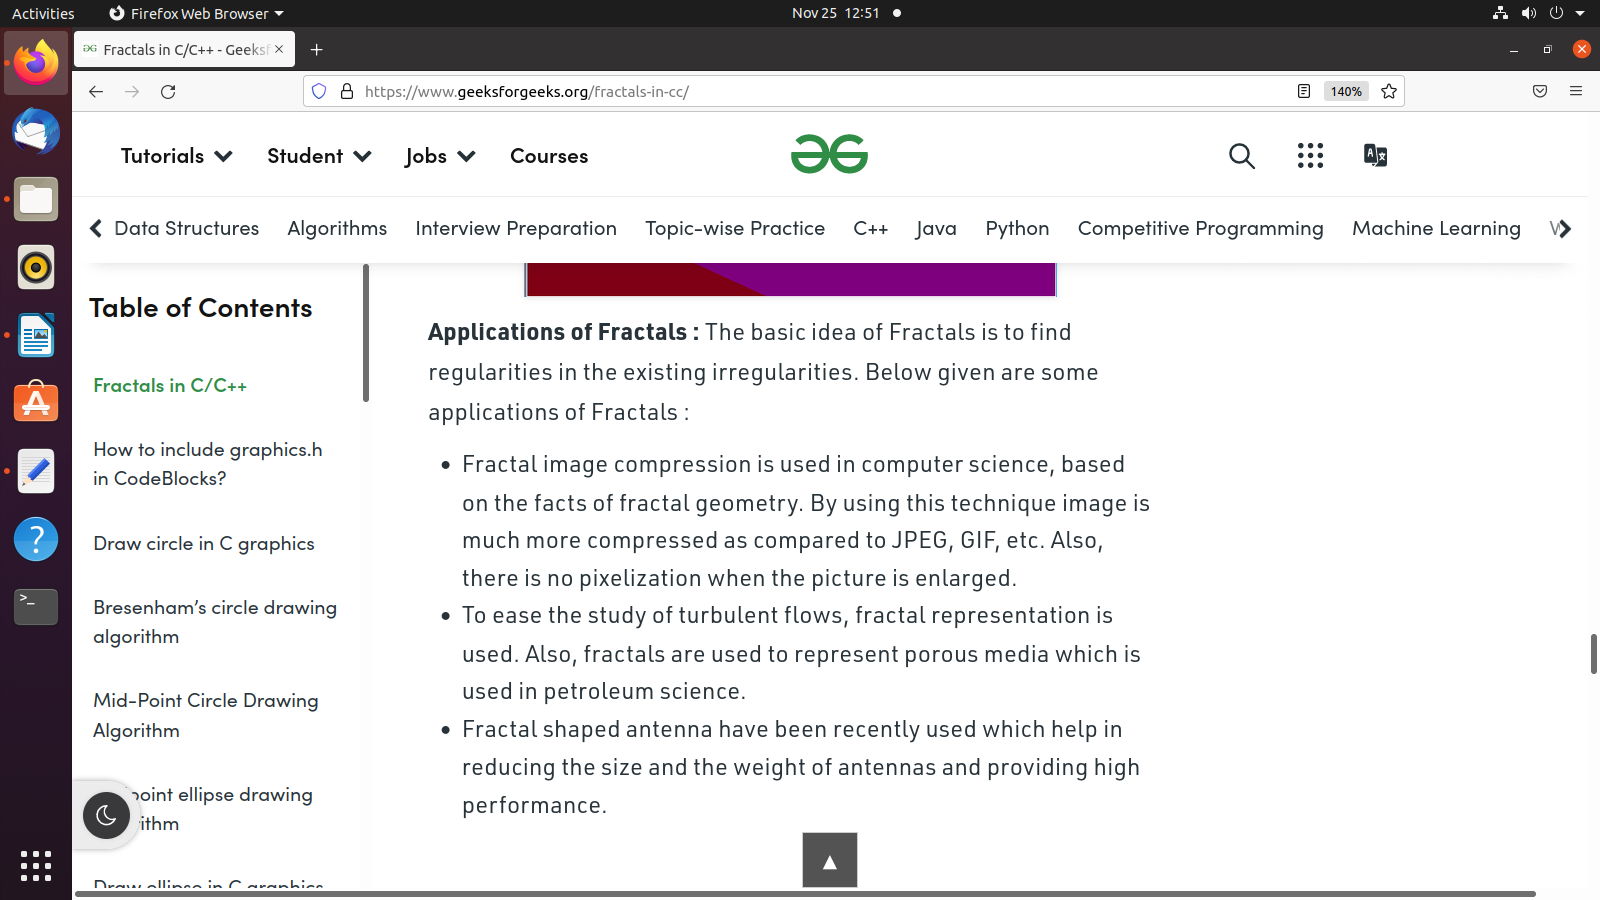 Activities
Firefox Web Browser
Nov 25 12:51
Fractals in C/C++ - Geeksf
https://www.geeksforgeeks.org/fractals-in-cc/
140%
Tutorials
Student
Jobs
Courses
Data Structures
Algorithms
Interview Preparation
Topic-wise Practice
C++
Java
Python
Competitive Programming
Machine Learning
Table of Contents
Fractals in C/C++
How to include graphics.h
in CodeBlocks?
Draw circle in C graphics
Bresenham’s circle drawing
algorithm
Mid-Point Circle Drawing
Algorithm
point ellipse drawing
ithm
Draw ellipse in C graphics
Applications of Fractals : The basic idea of Fractals is to find
regularities in the existing irregularities. Below given are some
applications of Fractals :
• Fractal image compression is used in computer science, based
on the facts of fractal geometry. By using this technique image is
much more compressed as compared to JPEG, GIF, etc. Also,
there is no pixelization when the picture is enlarged.
• To ease the study of turbulent flows, fractal representation is
used. Also, fractals are used to represent porous media which is
used in petroleum science.
• Fractal shaped antenna have been recently used which help in
reducing the size and the weight of antennas and providing high
performance.